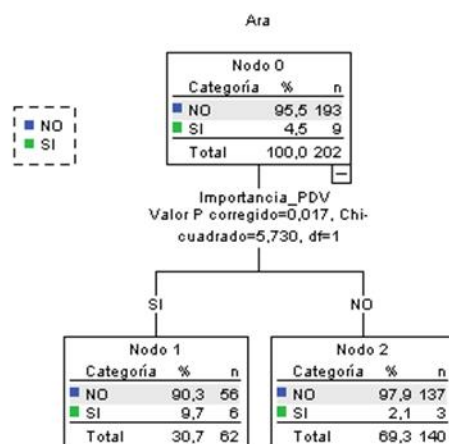 Ara
NO
SI
Nodo 0
Categoría % n
NO 95,5 193
SI 4,5 9
Total 100,0 202
Importancia_PDV
Valor P corregido=0,017, Chi-
cuadrado=5,730, df=1
SI
NO
Nodo 1
Categoría % n
NO 90,3 56
SI 9,7 6
Total 30,7 62
Nodo 2
Categoría % n
NO 97,9 137
SI 2,1 3
Total 69,3 140